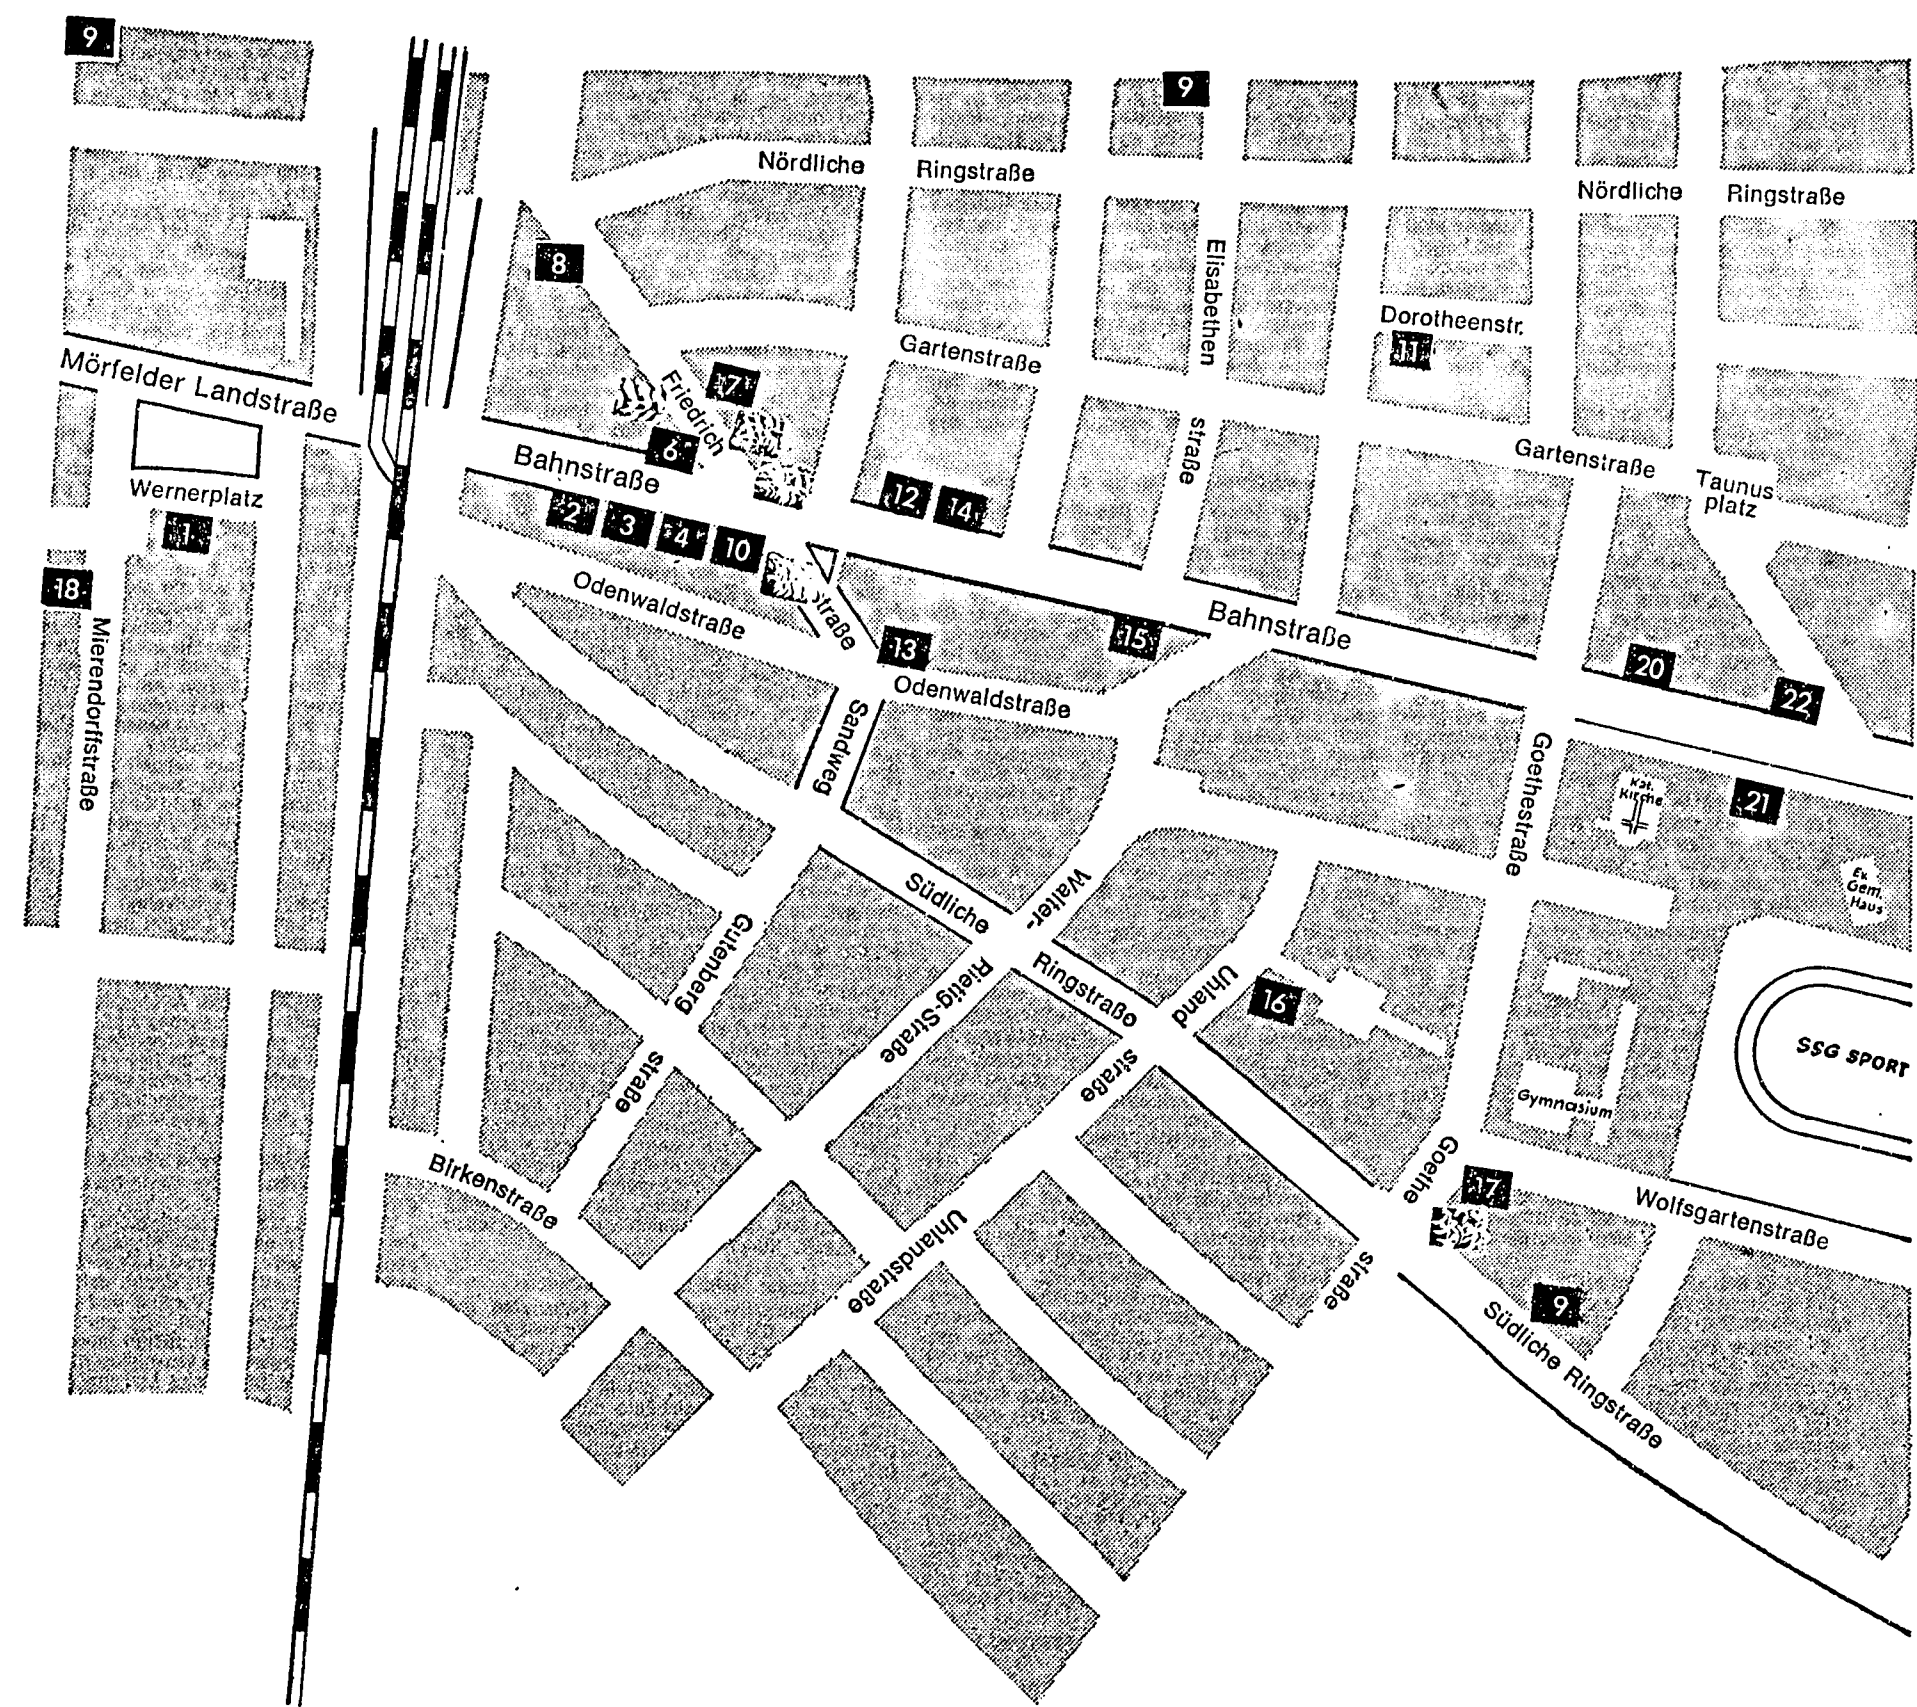 9
9
Nördliche Ringstraße
Nördliche Ringstraße
8
Elisabethen
straße
Dorotheenstr.
11
Mörfelder Landstraße
Gartenstraße
17
Friedrich
straße
6
Bahnstraße
Wernerplatz
1
Gartenstraße
Taunus
platz
12
14
2
3
4
10
18
Mierendorffstraße
Odenwaldstraße
13
15
Bahnstraße
20
22
Odenwaldstraße
Sandweg
Goethestraße
Kat.
Kirche
21
Ev.
Gem.
Haus
Südliche
Ringstraße
Walter-
Rietig-Straße
Gutenberg
straße
Uhland
straße
16
SSG SPORT
Gymnasium
Goethe
straße
17
Wolfsgartenstraße
Birkenstraße
Uhlandstraße
9
Südliche Ringstraße